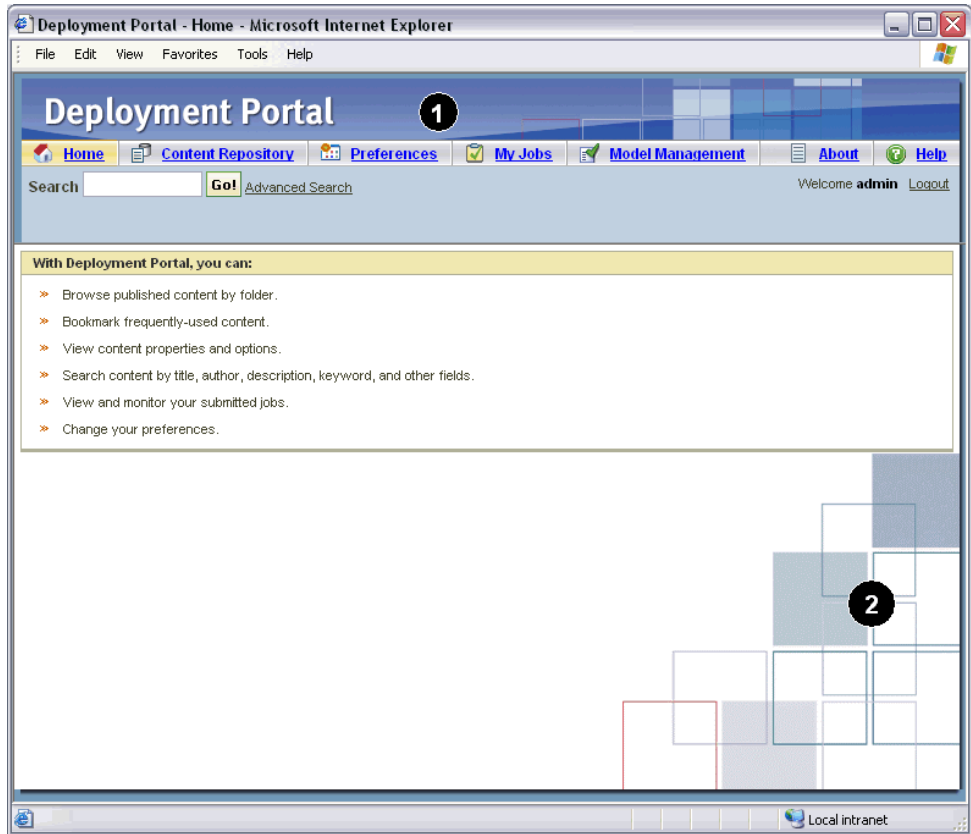 Deployment Portal - Home - Microsoft Internet Explorer
File Edit View Favorites Tools Help
Deployment Portal 1
Home Content Repository Preferences My Jobs Model Management About Help
Search Go! Advanced Search Welcome admin Logout
With Deployment Portal, you can:
» Browse published content by folder.
» Bookmark frequently-used content.
» View content properties and options.
» Search content by title, author, description, keyword, and other fields.
» View and monitor your submitted jobs.
» Change your preferences.
2
Local intranet